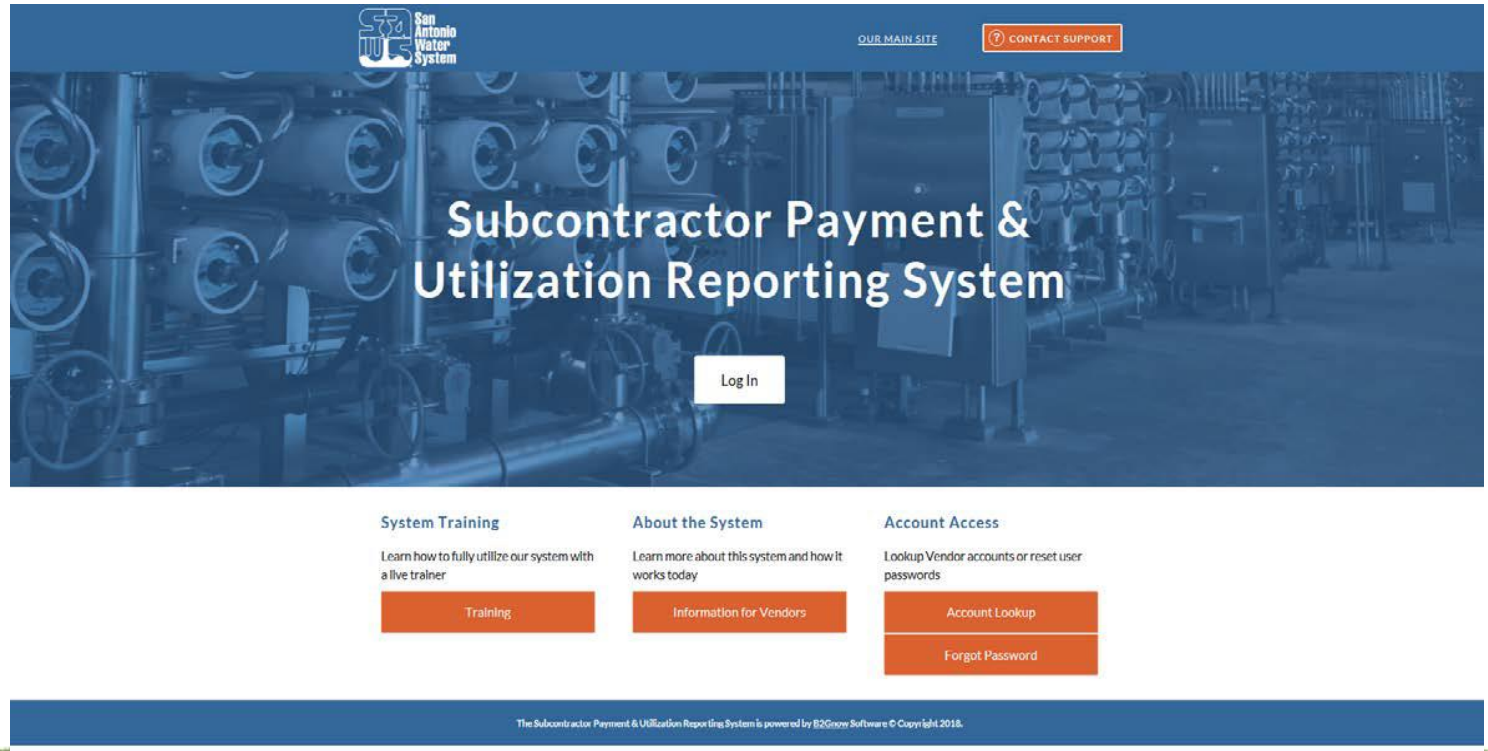 San
Antonio
Water
System
OUR MAIN SITE
? CONTACT SUPPORT
Subcontractor Payment &
Utilization Reporting System
Log In
System Training
Learn how to fully utilize our system with
a live trainer
Training
About the System
Learn more about this system and how it
works today
Information for Vendors
Account Access
Lookup Vendor accounts or reset user
passwords
Account Lookup
Forgot Password
The Subcontractor Payment & Utilization Reporting System is powered by B2Gnow Software © Copyright 2018.